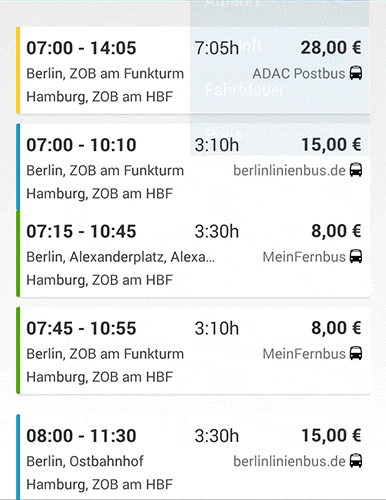 Abfahrt
07:00 - 14:05 7:05h 28,00 €
Berlin, ZOB am Funkturm ADAC Postbus
Hamburg, ZOB am HBF
Fahrtdauer
07:00 - 10:10 3:10h 15,00 €
Berlin, ZOB am Funkturm berlinlinienbus.de
Hamburg, ZOB am HBF
07:15 - 10:45 3:30h 8,00 €
Berlin, Alexanderplatz, Alexa... MeinFernbus
Hamburg, ZOB am HBF
07:45 - 10:55 3:10h 8,00 €
Berlin, ZOB am Funkturm MeinFernbus
Hamburg, ZOB am HBF
08:00 - 11:30 3:30h 15,00 €
Berlin, Ostbahnhof berlinlinienbus.de
Hamburg, ZOB am HBF